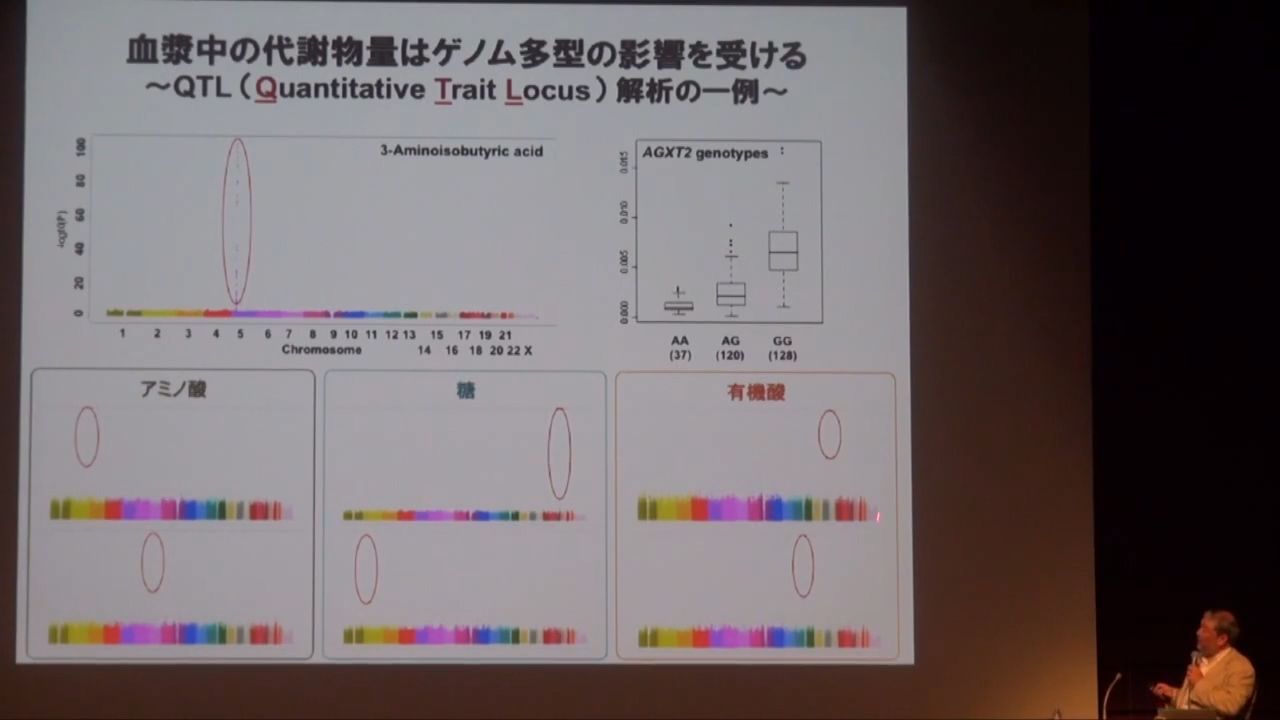 血漿中の代謝物量はゲノム多型の影響を受ける
～QTL（Quantitative Trait Locus）解析の一例～
3-Aminoisobutyric acid
-log10(P)
100
80
60
40
20
0
1 2 3 4 5 6 7 8 9 10 11 12 13 15 17 19 21
Chromosome 14 16 18 20 22 X
AGXT2 genotypes
0.015
0.010
0.005
0.000
AA AG GG
(37) (120) (128)
アミノ酸
糖
有機酸